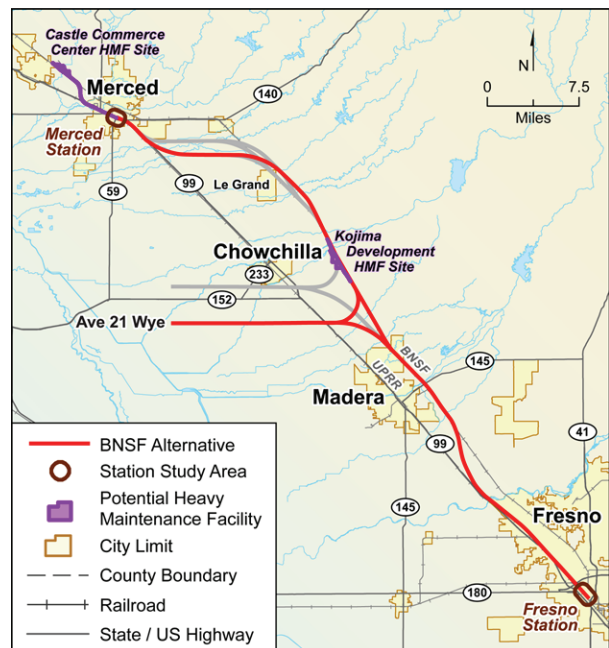 Castle Commerce
Center HMF Site
Merced
N
0
7.5
Miles
140
Merced
Station
59
99
Le Grand
Kojima
Development
HMF Site
Chowchilla
233
152
Ave 21 Wye
BNSF
UPRR
145
Madera
99
41
145
Fresno
180
Fresno
Station
BNSF Alternative
Station Study Area
Potential Heavy
Maintenance Facility
City Limit
County Boundary
Railroad
State / US Highway